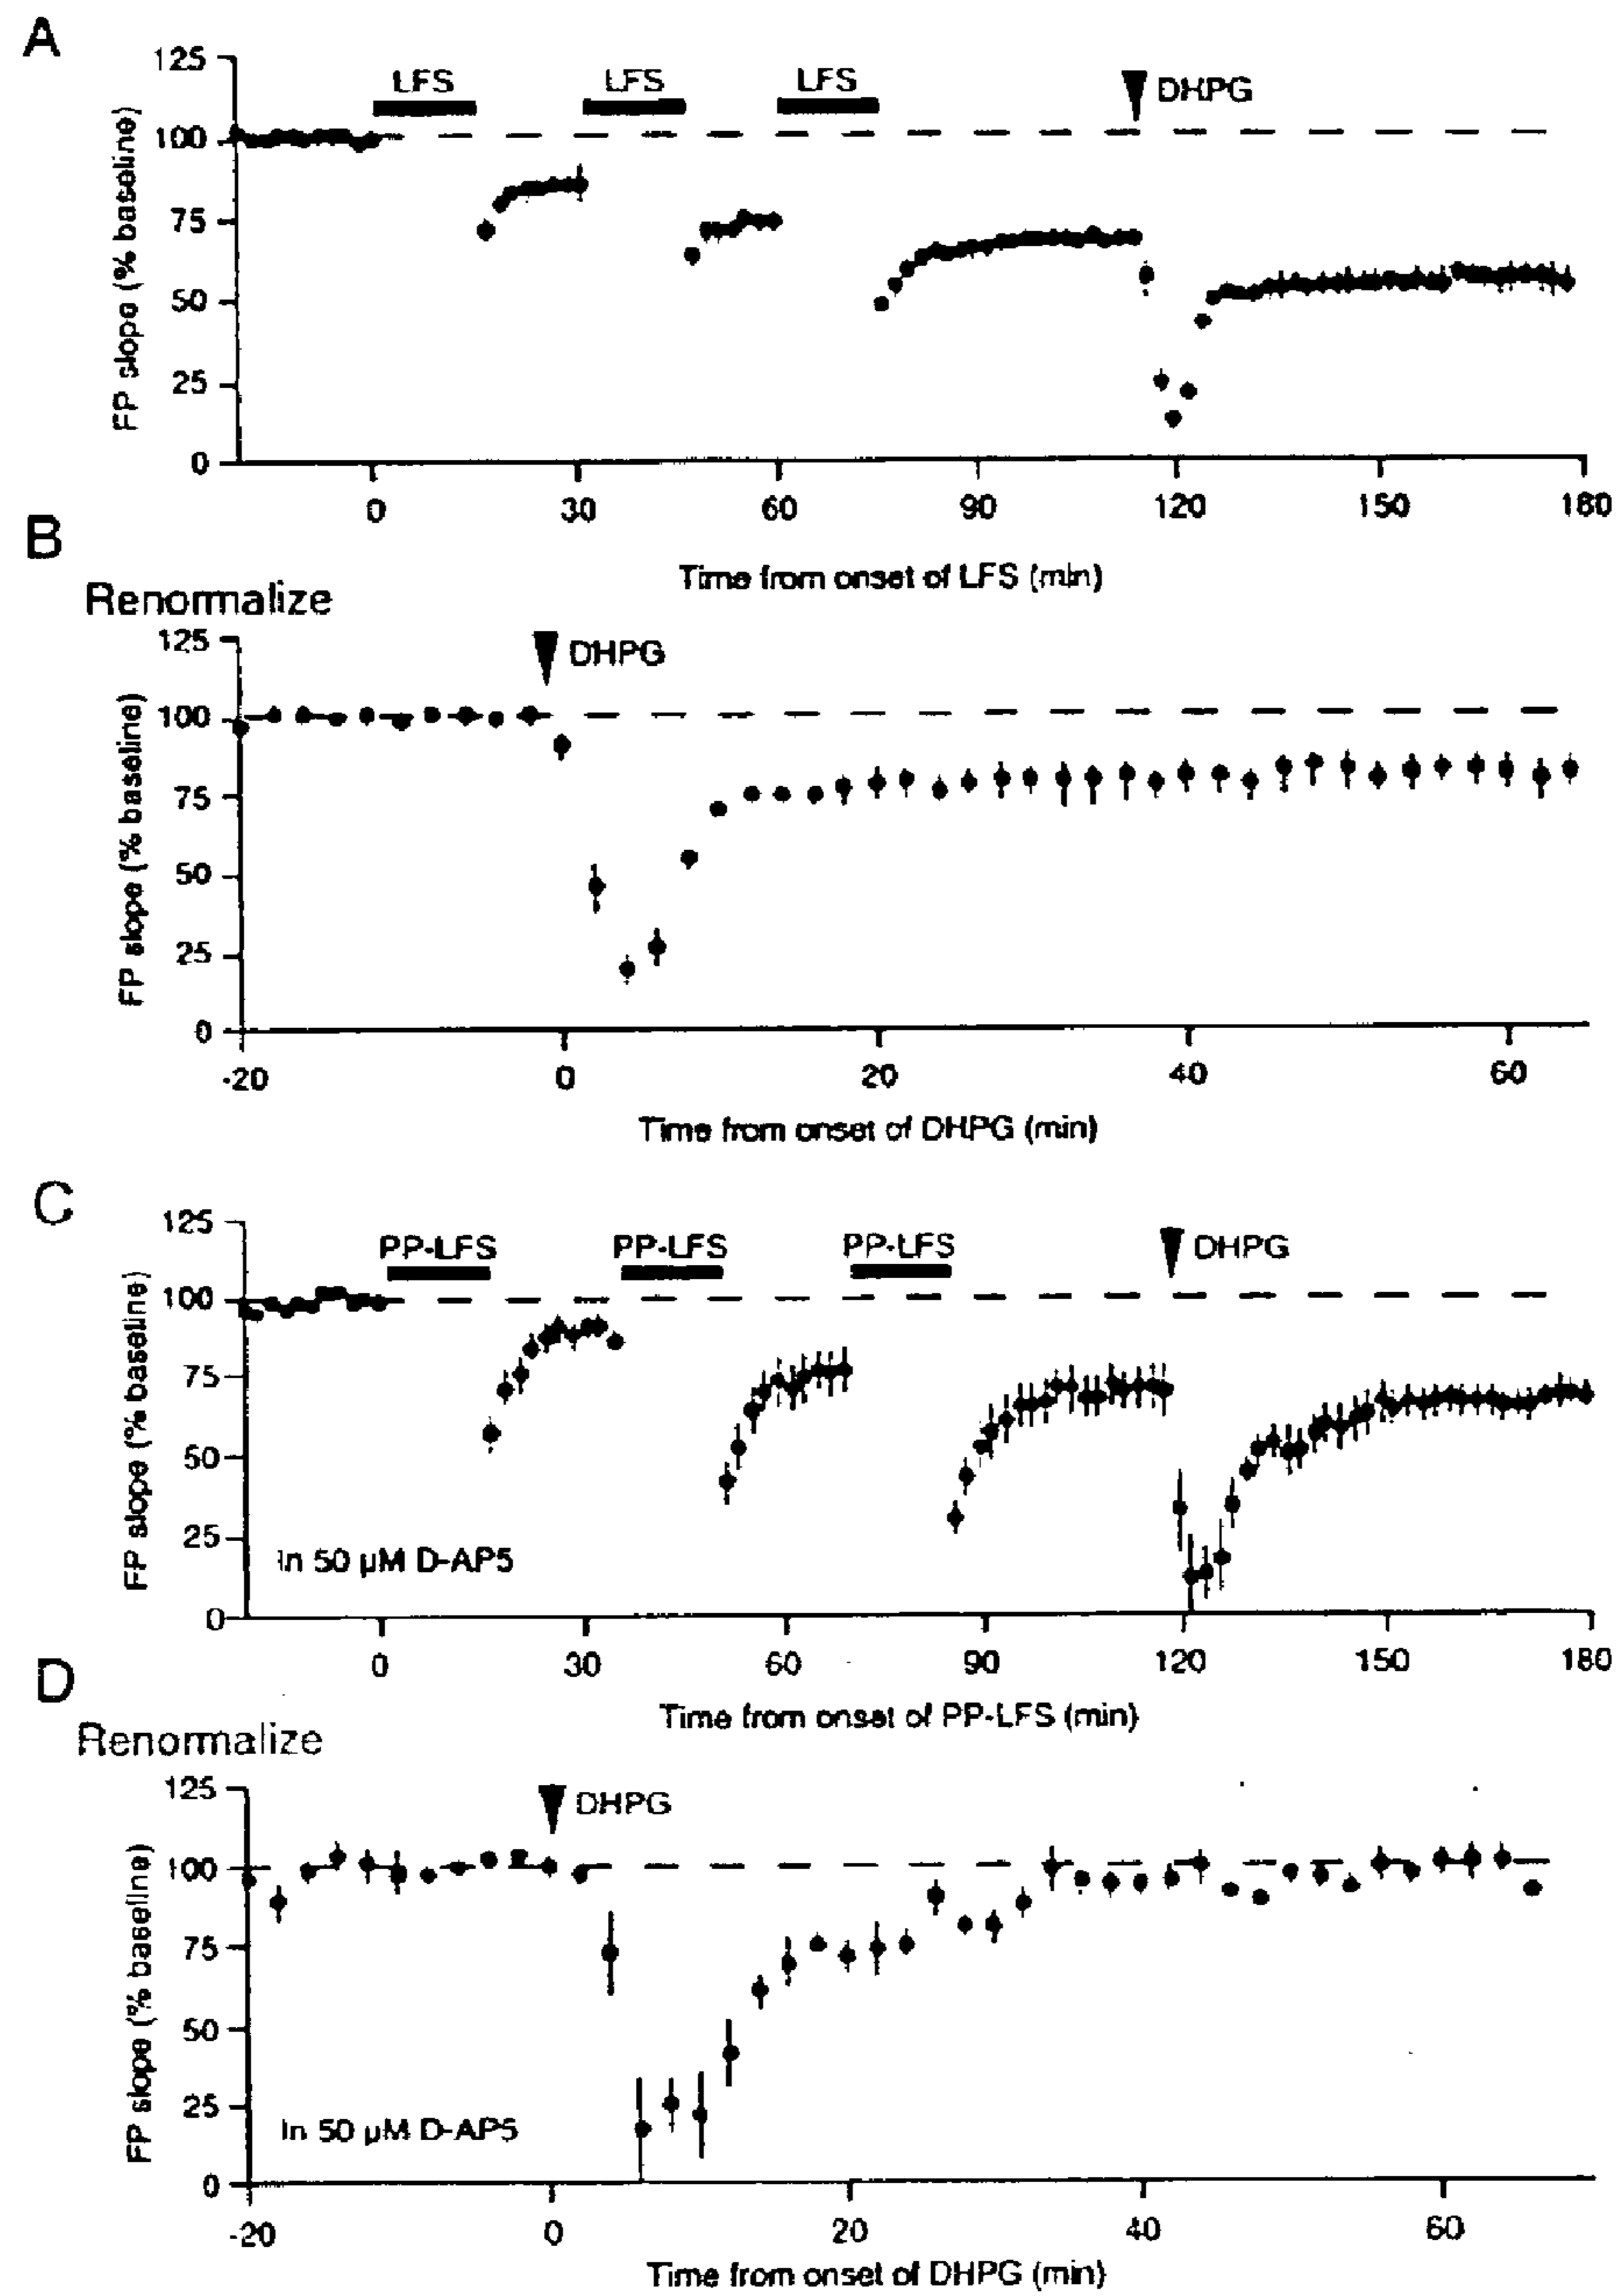 A
125
LFS LFS LFS DHPG
100
75
50
25
0
FP slope (% baseline)
0 30 60 90 120 150 180
Time from onset of LFS (min)
B
Renormalize
125
DHPG
100
75
50
25
0
FP slope (% baseline)
-20 0 20 40 60
Time from onset of DHPG (min)
C
125
PP-LFS PP-LFS PP-LFS DHPG
100
75
50
25
0
FP slope (% baseline)
In 50 µM D-AP5
0 30 60 90 120 150 180
Time from onset of PP-LFS (min)
D
Renormalize
125
DHPG
100
75
50
25
0
FP slope (% baseline)
In 50 µM D-AP5
-20 0 20 40 60
Time from onset of DHPG (min)